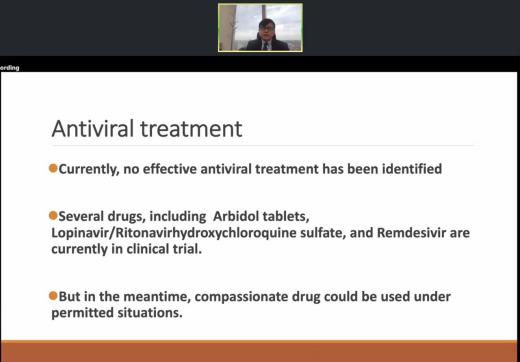 ording
Antiviral treatment
Currently, no effective antiviral treatment has been identified
Several drugs, including Arbidol tablets,
Lopinavir/Ritonavirhydroxychloroquine sulfate, and Remdesivir are
currently in clinical trial.
But in the meantime, compassionate drug could be used under
permitted situations.